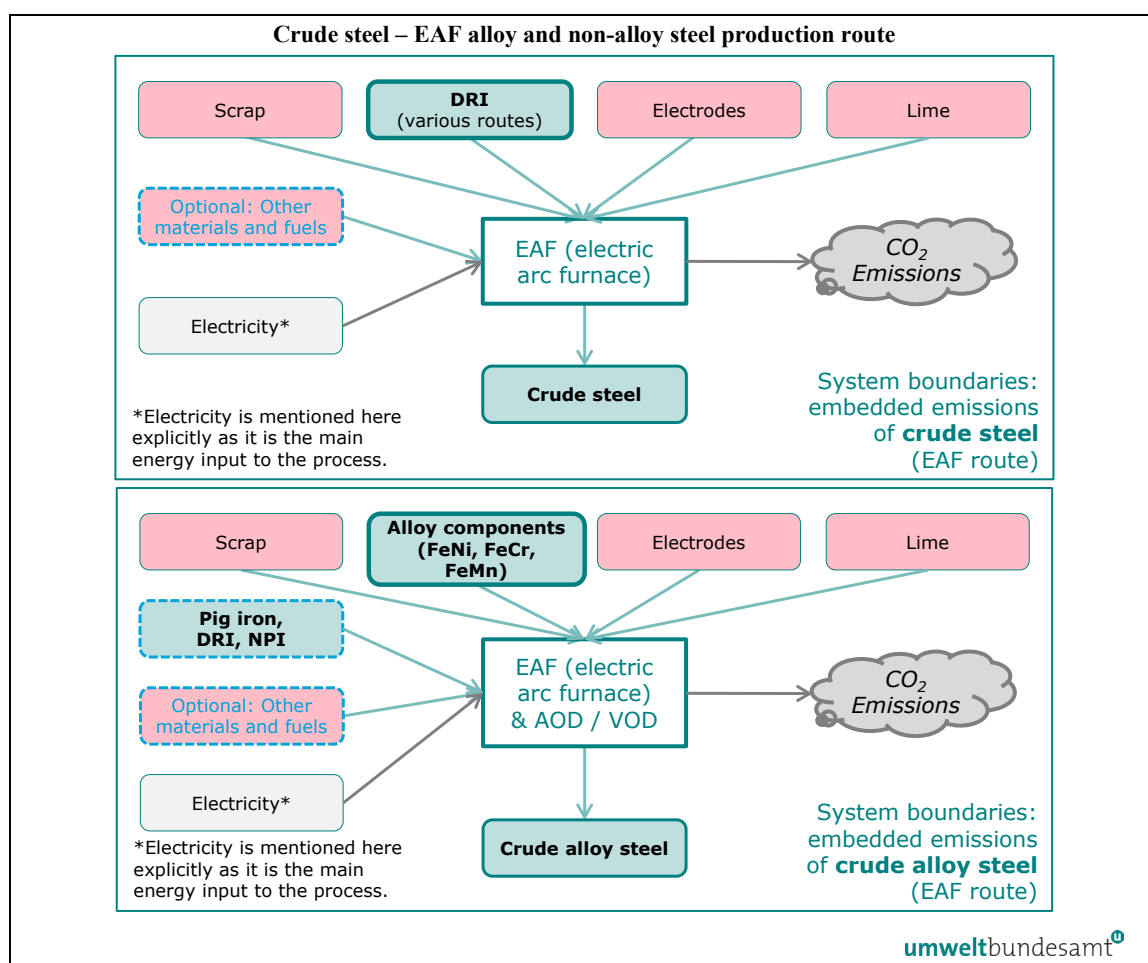 Crude steel – EAF alloy and non-alloy steel production route
Scrap
DRI
(various routes)
Electrodes
Lime
Optional: Other
materials and fuels
EAF (electric
arc furnace)
CO2
Emissions
Electricity*
Crude steel
*Electricity is mentioned here
explicitly as it is the main
energy input to the process.
System boundaries:
embedded emissions
of crude steel
(EAF route)
Scrap
Alloy components
(FeNi, FeCr,
FeMn)
Electrodes
Lime
Pig iron,
DRI, NPI
Optional: Other
materials and fuels
EAF (electric
arc furnace)
& AOD / VOD
CO2
Emissions
Electricity*
Crude alloy steel
*Electricity is mentioned here
explicitly as it is the main
energy input to the process.
System boundaries:
embedded emissions
of crude alloy steel
(EAF route)
umweltbundesamt u